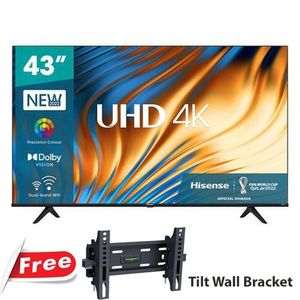 43”
NEW
UHD 4K
Precision Colour
Dolby
VISION
Dual-Band Wifi
Hisense
FIFA WORLD CUP
Qatar2022
OFFICIAL SPONSOR
Free
Tilt Wall Bracket